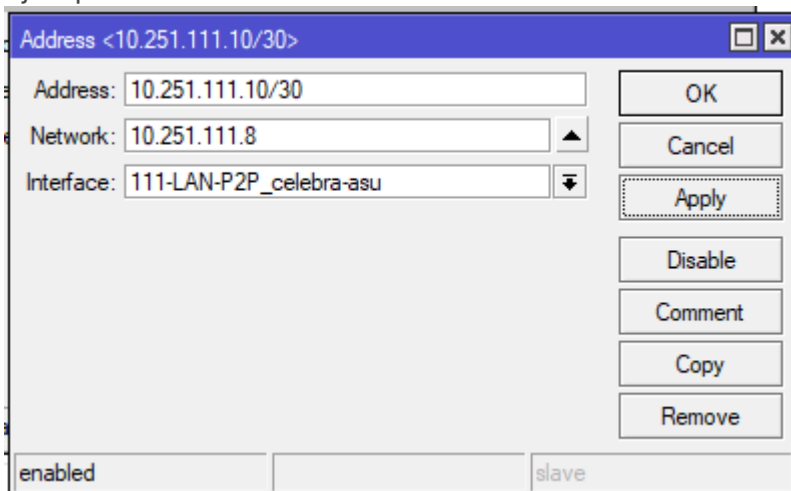 Address <10.251.111.10/30>
Address: 10.251.111.10/30
OK
Network: 10.251.111.8
Cancel
Interface: 111-LAN-P2P_celebra-asu
Apply
Disable
Comment
Copy
Remove
enabled
slave